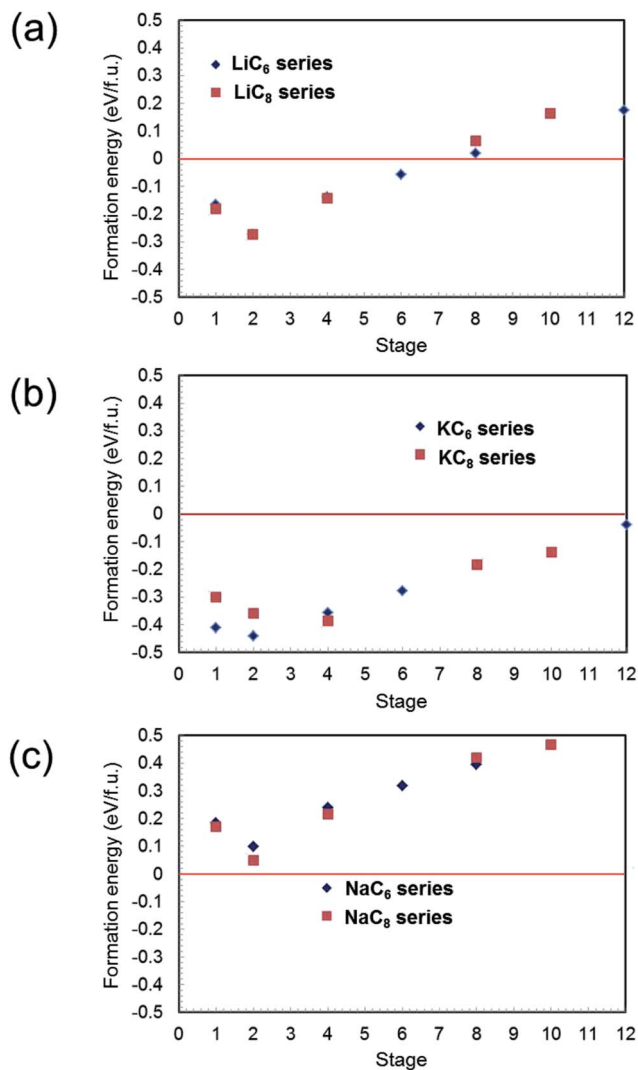 (a)
Formation energy (eV/f.u.)
0.5
0.4
0.3
0.2
0.1
0
-0.1
-0.2
-0.3
-0.4
-0.5
LiC₆ series
LiC₈ series
0 1 2 3 4 5 6 7 8 9 10 11 12
Stage
(b)
Formation energy (eV/f.u.)
0.5
0.4
0.3
0.2
0.1
0
-0.1
-0.2
-0.3
-0.4
-0.5
KC₆ series
KC₈ series
0 1 2 3 4 5 6 7 8 9 10 11 12
Stage
(c)
Formation energy (eV/f.u.)
0.5
0.4
0.3
0.2
0.1
0
-0.1
-0.2
-0.3
-0.4
-0.5
NaC₆ series
NaC₈ series
0 1 2 3 4 5 6 7 8 9 10 11 12
Stage